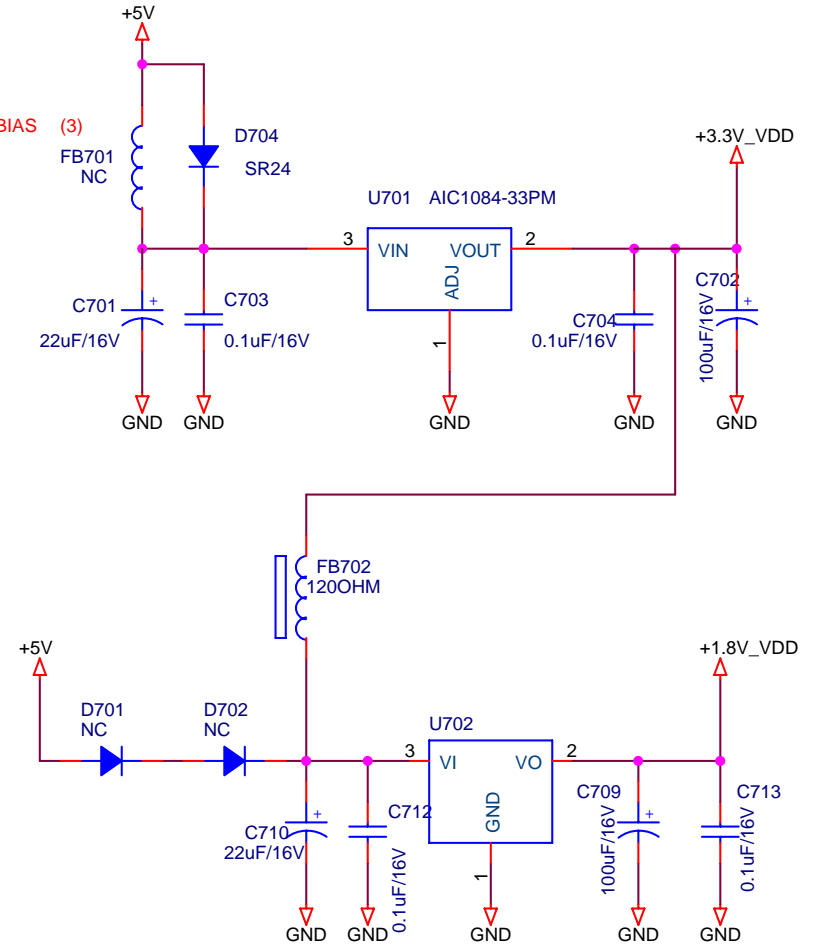 +5V
BIAS (3)
FB701
NC
D704
SR24
+3.3V_VDD
U701 AIC1084-33PM
3
VIN
VOUT
ADJ
2
1
C701
+
22uF/16V
C703
0.1uF/16V
C704
0.1uF/16V
C702
+
100uF/16V
GND
GND
GND
GND
GND
FB702
120OHM
+5V
D701
NC
D702
NC
+1.8V_VDD
U702
3
VI
VO
GND
2
1
C710
+
22uF/16V
C712
0.1uF/16V
C709
+
100uF/16V
C713
0.1uF/16V
GND
GND
GND
GND
GND